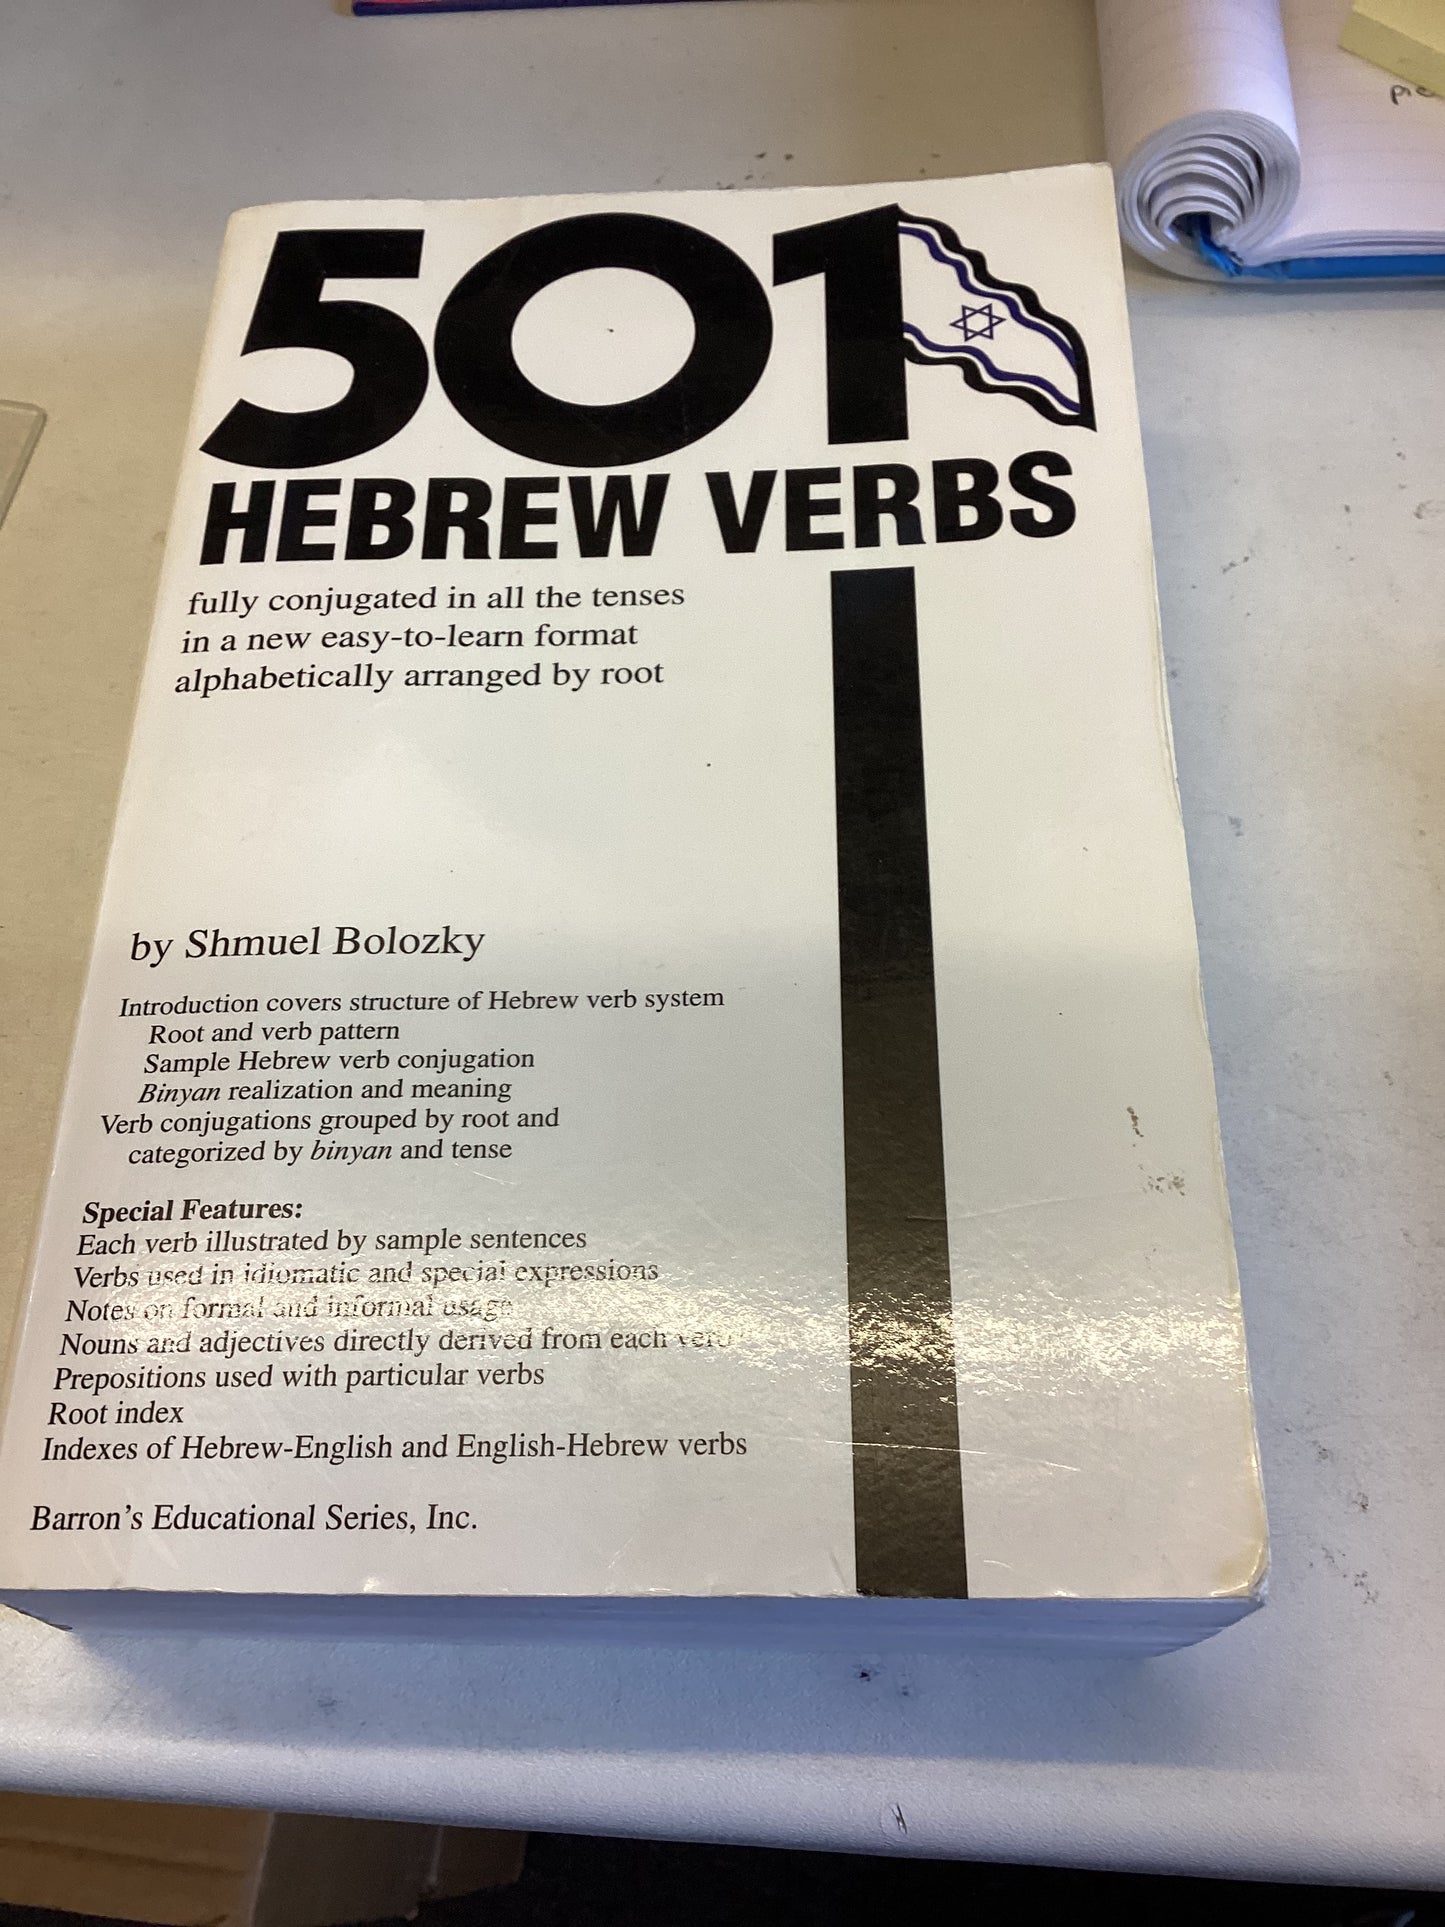 501
HEBREW VERBS
fully conjugated in all the tenses
in a new easy-to-learn format
alphabetically arranged by root
by Shmuel Bolozky
Introduction covers structure of Hebrew verb system
Root and verb pattern
Sample Hebrew verb conjugation
Binyan realization and meaning
Verb conjugations grouped by root and
categorized by binyan and tense
Special Features:
Each verb illustrated by sample sentences
Verbs used in idiomatic and special expressions
Notes on formal and informal usage
Nouns and adjectives directly derived from each verb
Prepositions used with particular verbs
Root index
Indexes of Hebrew-English and English-Hebrew verbs
Barron's Educational Series, Inc.